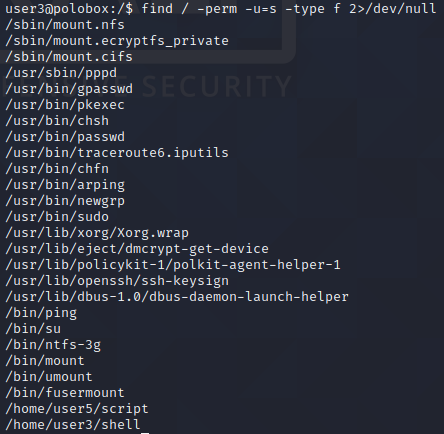 user3@polobox:/$ find / -perm -u=s -type f 2>/dev/null
/sbin/mount.nfs
/sbin/mount.ecryptfs_private
/sbin/mount.cifs
/usr/sbin/pppd
/usr/bin/gpasswd
/usr/bin/pkexec
/usr/bin/chsh
/usr/bin/passwd
/usr/bin/traceroute6.iputils
/usr/bin/chfn
/usr/bin/arping
/usr/bin/newgrp
/usr/bin/sudo
/usr/lib/xorg/Xorg.wrap
/usr/lib/eject/dmcrypt-get-device
/usr/lib/policykit-1/polkit-agent-helper-1
/usr/lib/openssh/ssh-keysign
/usr/lib/dbus-1.0/dbus-daemon-launch-helper
/bin/ping
/bin/su
/bin/ntfs-3g
/bin/mount
/bin/umount
/bin/fusermount
/home/user5/script
/home/user3/shell
SECURITY